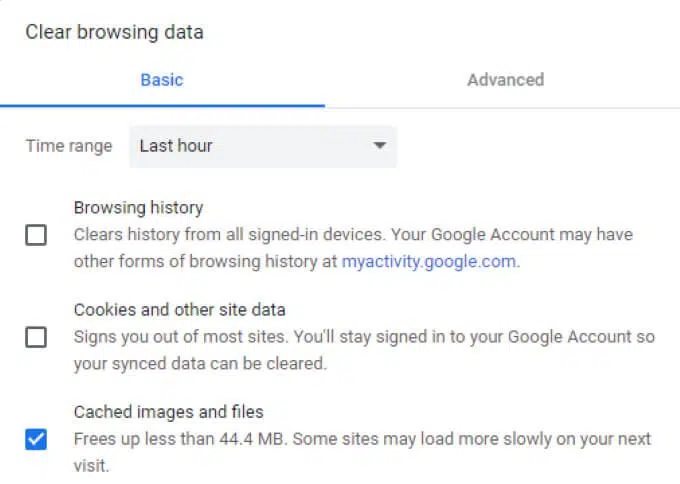 Clear browsing data
Basic
Advanced
Time range
Last hour
Browsing history
Clears history from all signed-in devices. Your Google Account may have
other forms of browsing history at myactivity.google.com.
Cookies and other site data
Signs you out of most sites. You'll stay signed in to your Google Account so
your synced data can be cleared.
Cached images and files
Frees up less than 44.4 MB. Some sites may load more slowly on your next
visit.